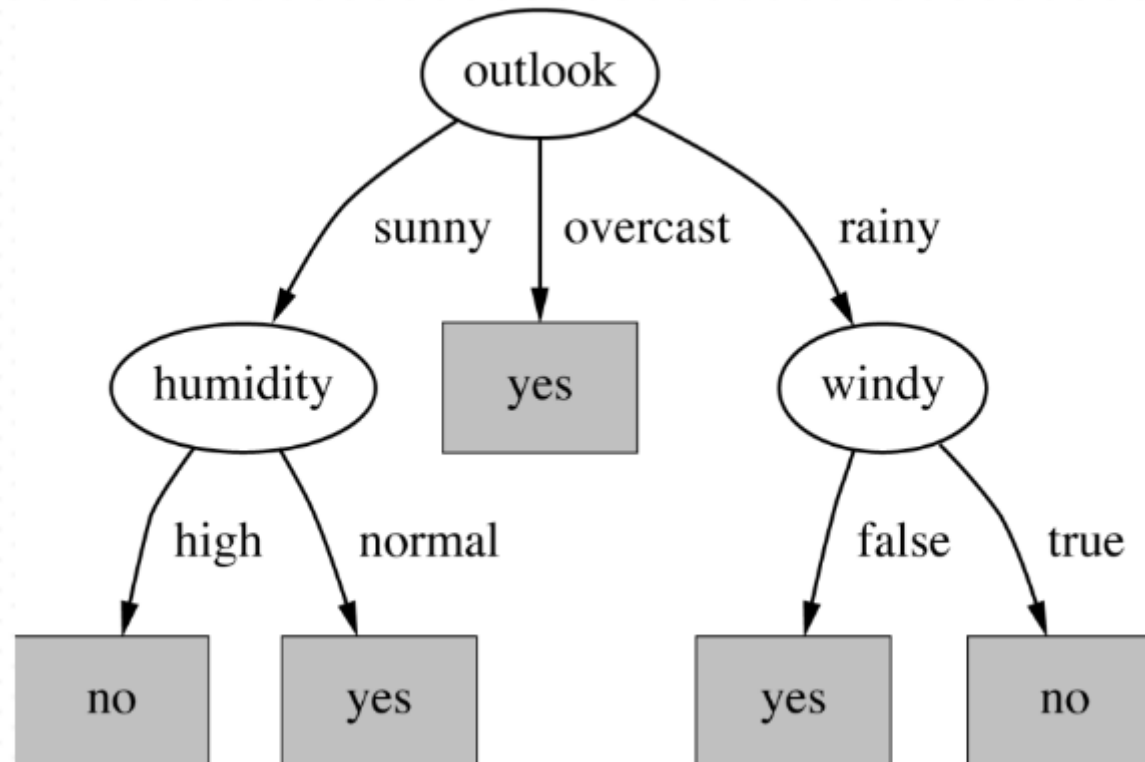 outlook
sunny overcast rainy
humidity yes windy
high normal false true
no yes yes no